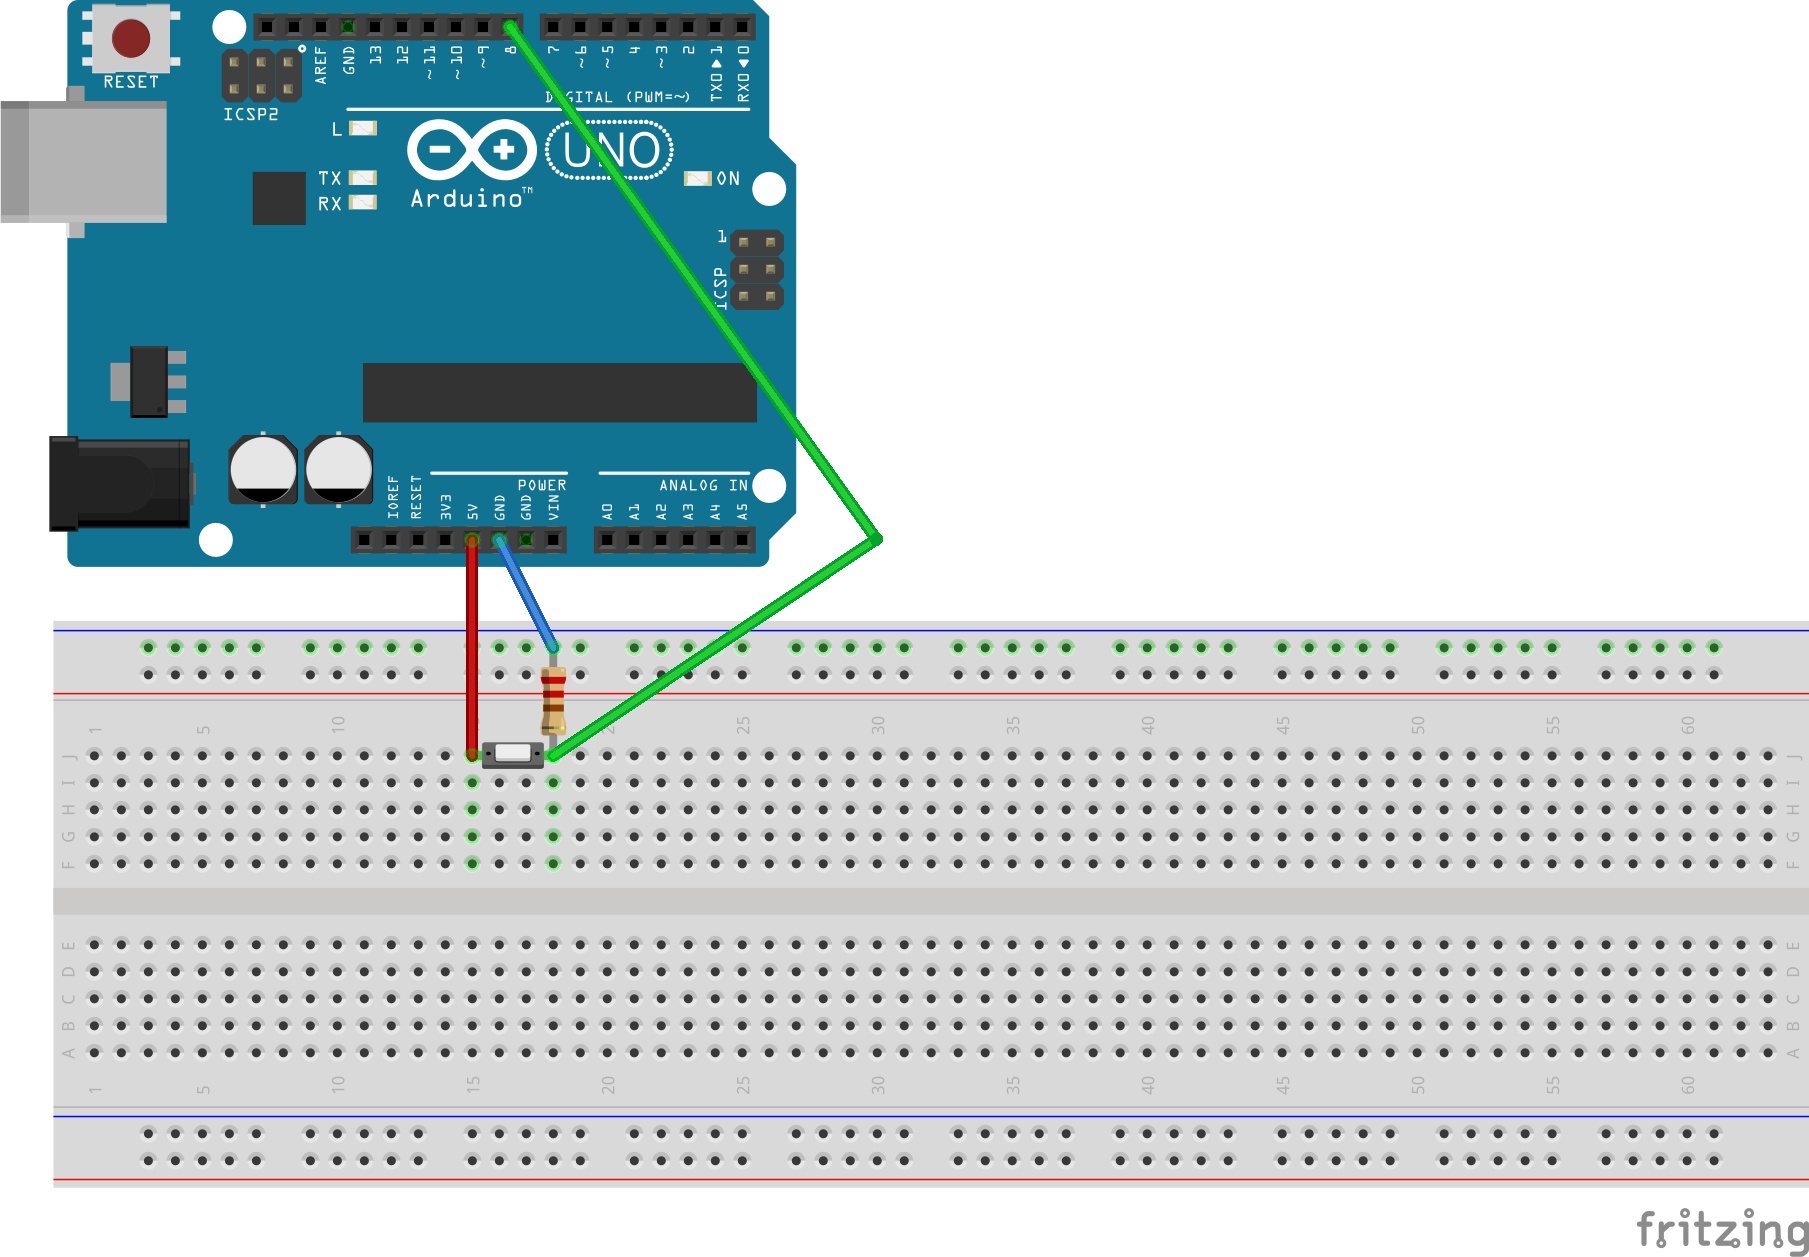 RESET
ICSP2
AREF
GND
13
12
~11
~10
~9
8
7
~6
~5
4
~3
2
TX0▶1
RX0◀0
DIGITAL (PWM=~)
L
TX
RX
Arduino™
UNO
ON
1
ICSP
IOREF
RESET
3V3
5V
GND
GND
VIN
POWER
ANALOG IN
A0
A1
A2
A3
A4
A5
1 5 10 25 30 35 40 45 50 55 60
J J
I I
H H
G G
F F
E E
D D
C C
B B
A A
1 5 10 15 20 25 30 35 40 45 50 55 60
fritzing